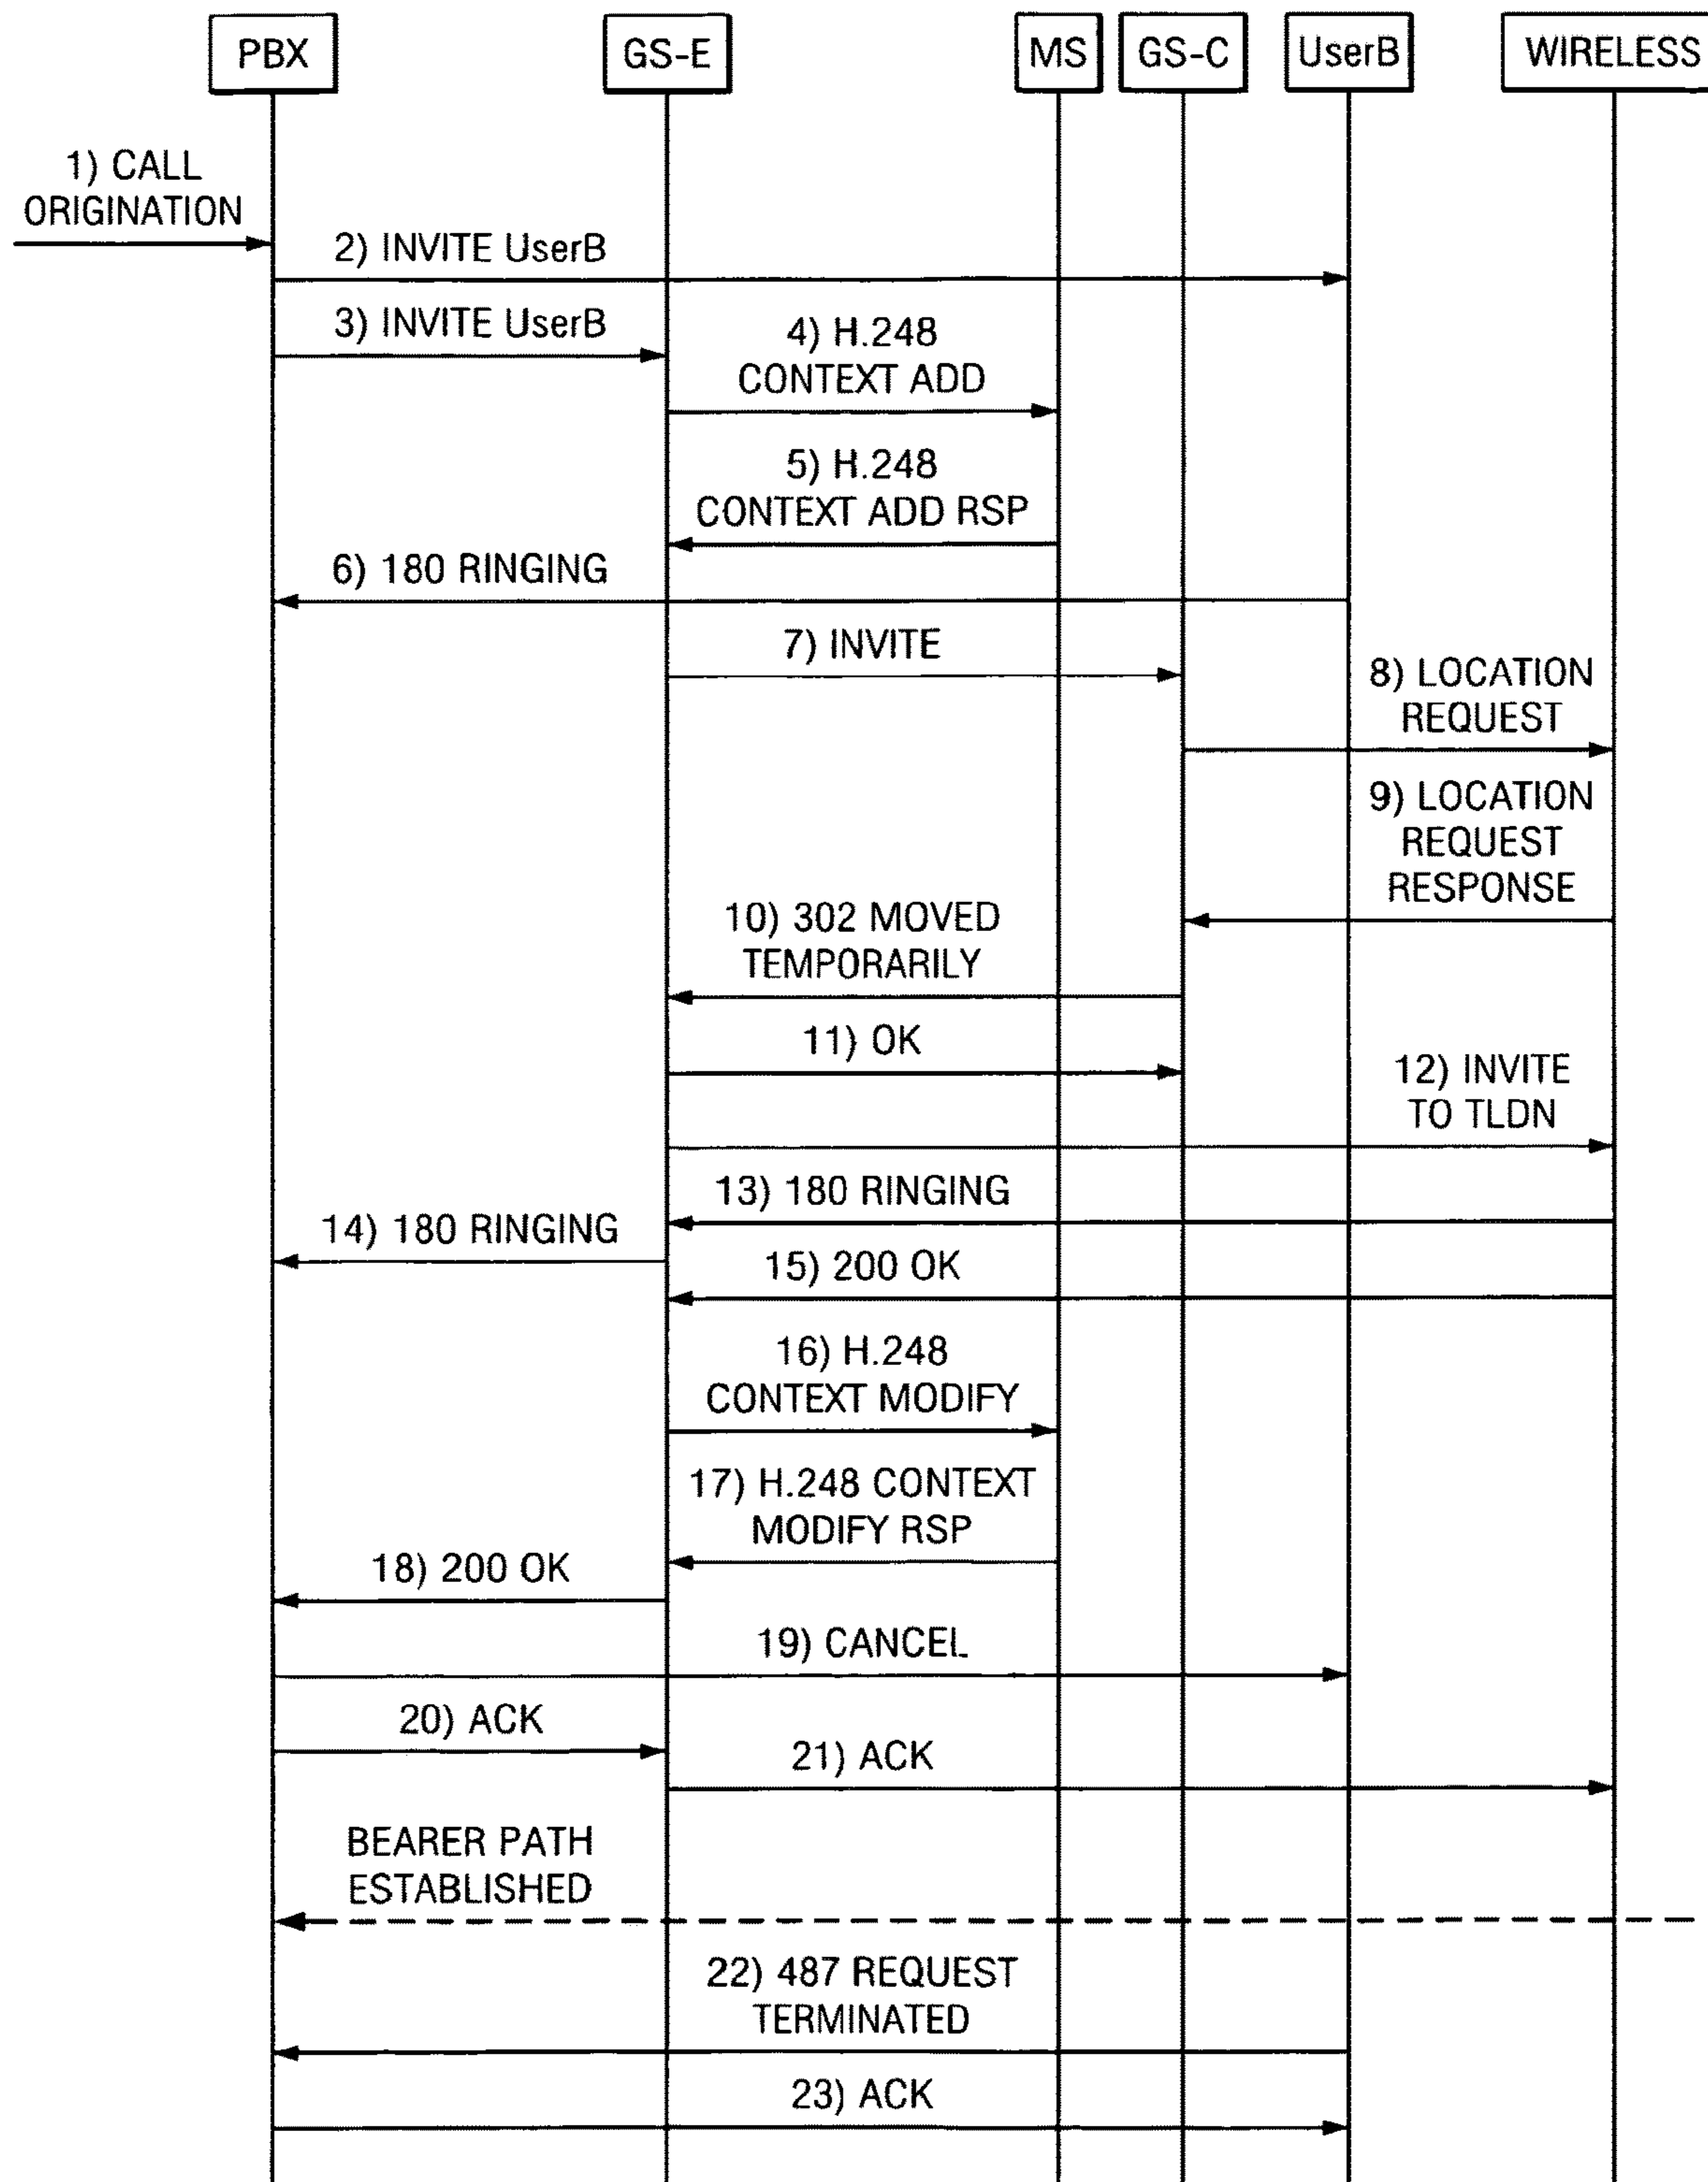 PBX
GS-E
MS
GS-C
UserB
WIRELESS
1) CALL
ORIGINATION
2) INVITE UserB
3) INVITE UserB
4) H.248
CONTEXT ADD
5) H.248
CONTEXT ADD RSP
6) 180 RINGING
7) INVITE
8) LOCATION
REQUEST
9) LOCATION
REQUEST
RESPONSE
10) 302 MOVED
TEMPORARILY
11) OK
12) INVITE
TO TLDN
13) 180 RINGING
14) 180 RINGING
15) 200 OK
16) H.248
CONTEXT MODIFY
17) H.248 CONTEXT
MODIFY RSP
18) 200 OK
19) CANCEL
20) ACK
21) ACK
BEARER PATH
ESTABLISHED
22) 487 REQUEST
TERMINATED
23) ACK